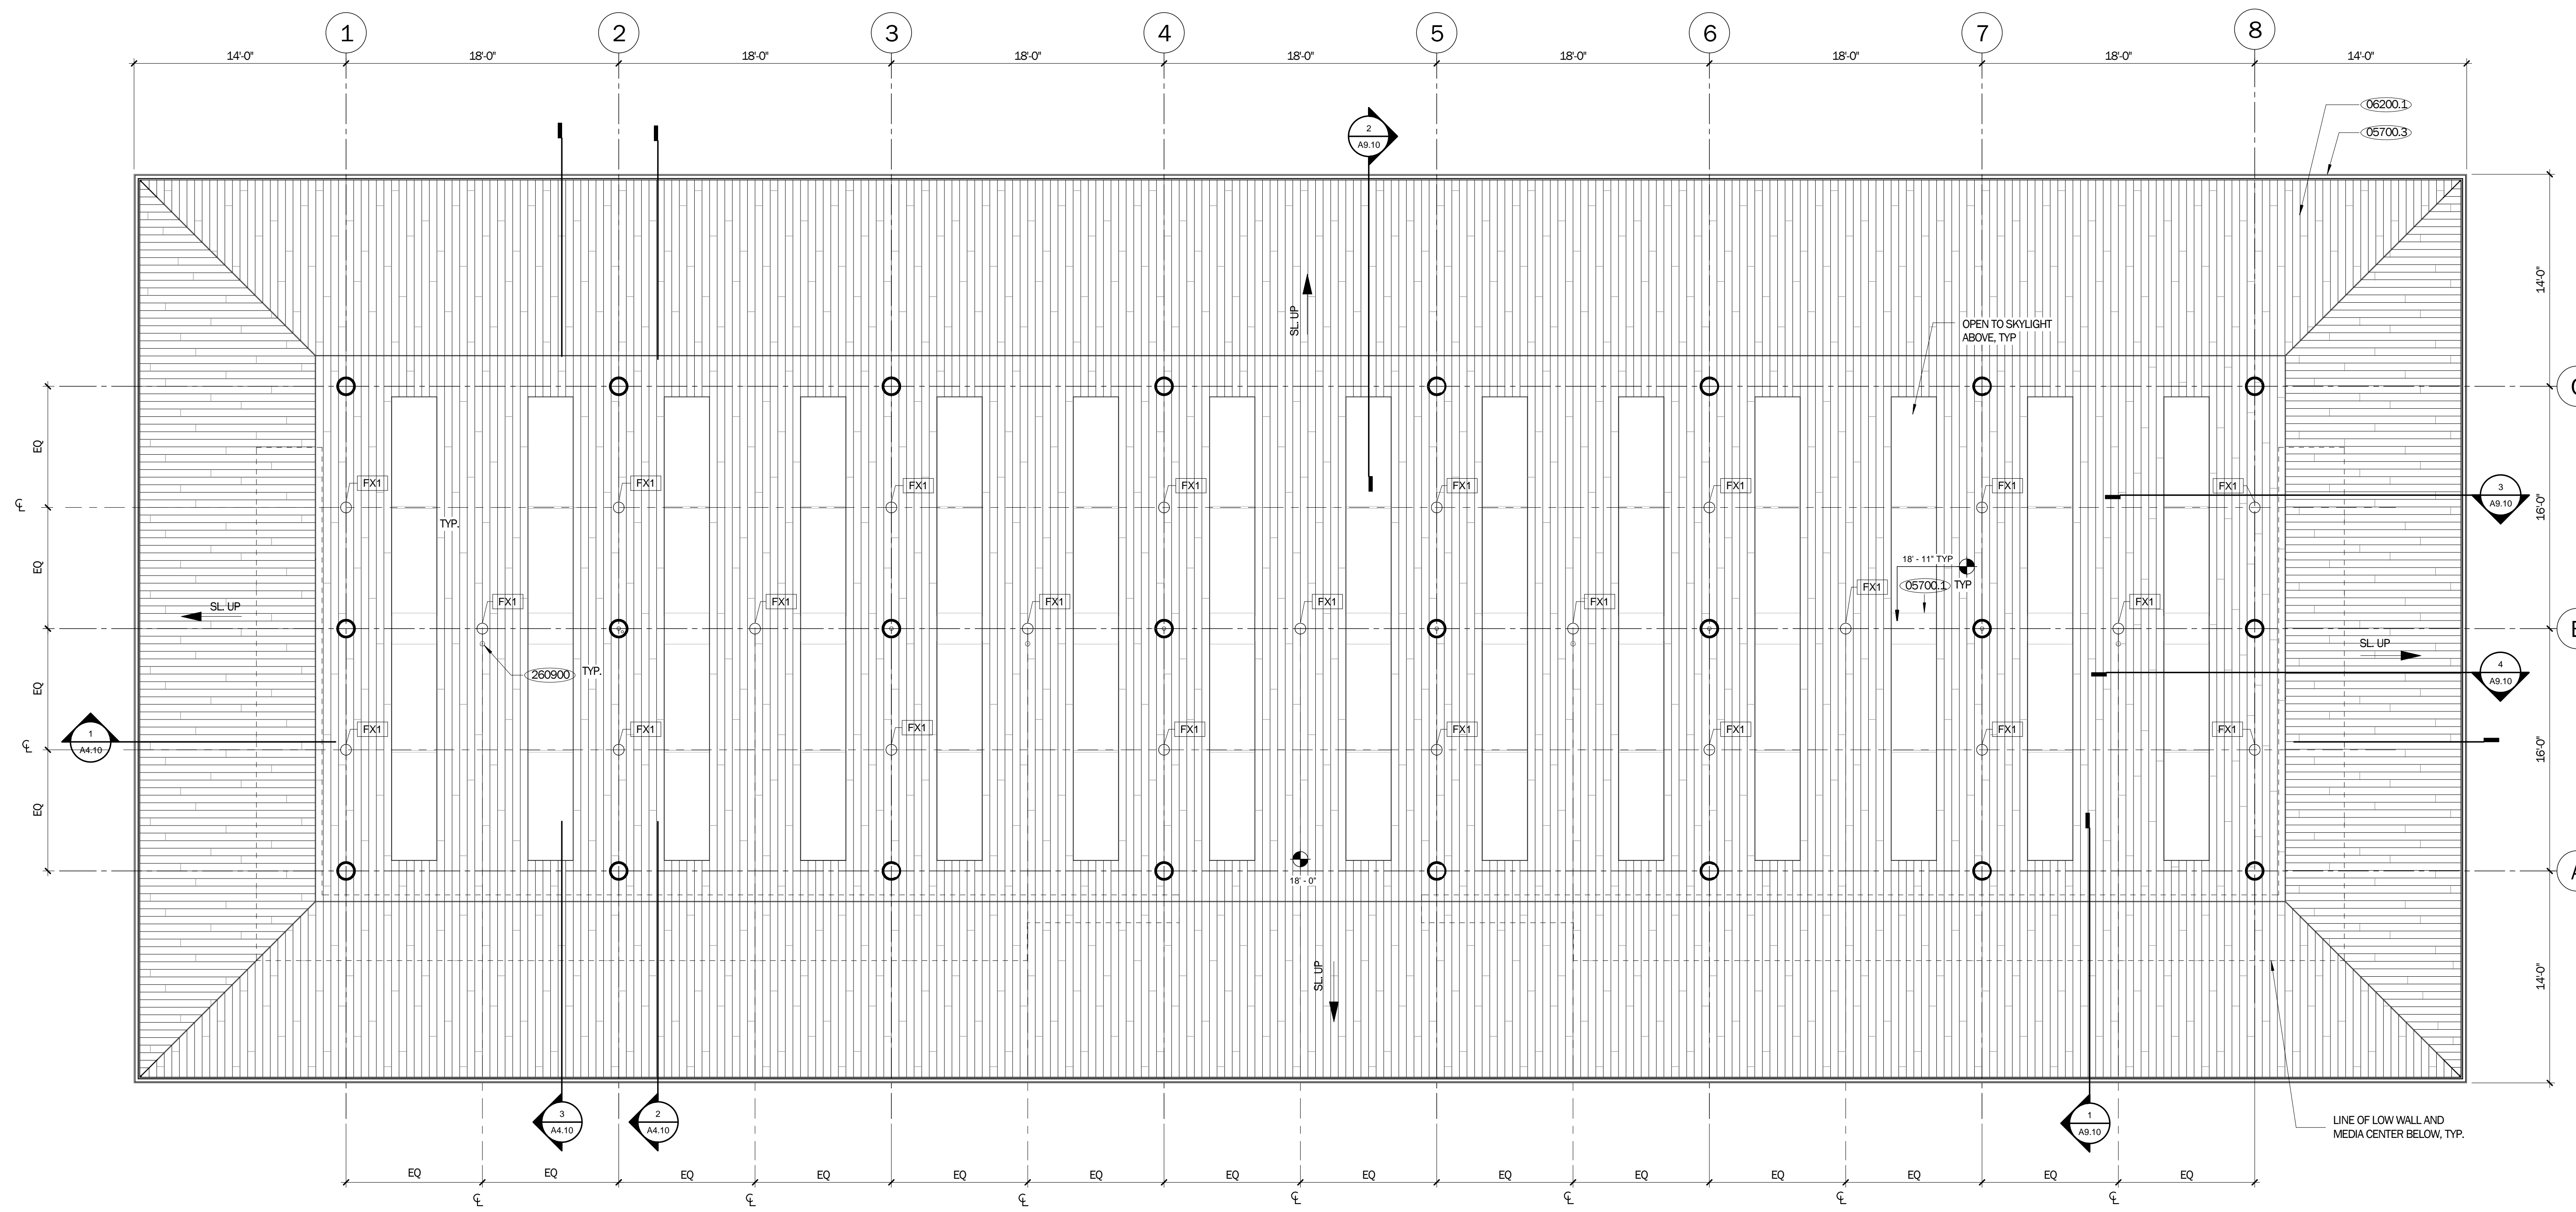 1 2 3 4 5 6 7 8
14'-0" 18'-0" 18'-0" 18'-0" 18'-0" 18'-0" 18'-0" 18'-0" 14'-0"
06200.1
05700.3
2
A9.10
14'-0"
SL. UP
OPEN TO SKYLIGHT
ABOVE, TYP
EQ
FX1 FX1 FX1 FX1 FX1 FX1 FX1 FX1
3
A9.10
16'-0"
℄
TYP.
18' - 11" TYP
05700.1 TYP
EQ
FX1 FX1 FX1 FX1 FX1 FX1 FX1
SL. UP
SL. UP
260900 TYP.
4
A9.10
EQ
FX1 FX1 FX1 FX1 FX1 FX1 FX1 FX1
1
A4.10
℄
16'-0"
EQ
18' - 0"
A
SL. UP
14'-0"
3
A4.10
2
A4.10
1
A9.10
LINE OF LOW WALL AND
MEDIA CENTER BELOW, TYP.
EQ EQ EQ EQ EQ EQ EQ EQ EQ EQ EQ EQ EQ EQ
℄ ℄ ℄ ℄ ℄ ℄ ℄